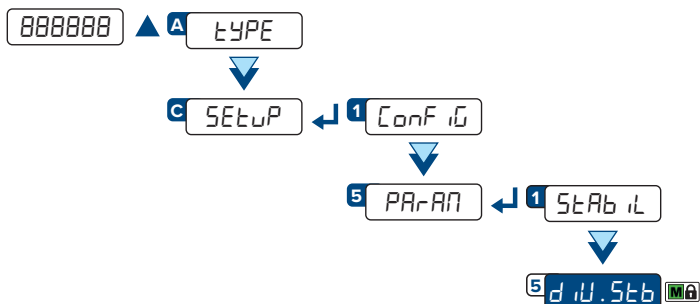 888888 A tYPE
C SEtuP 1 ConFiG
5 PArAM 1 StAbiL
5 diU.Stb M